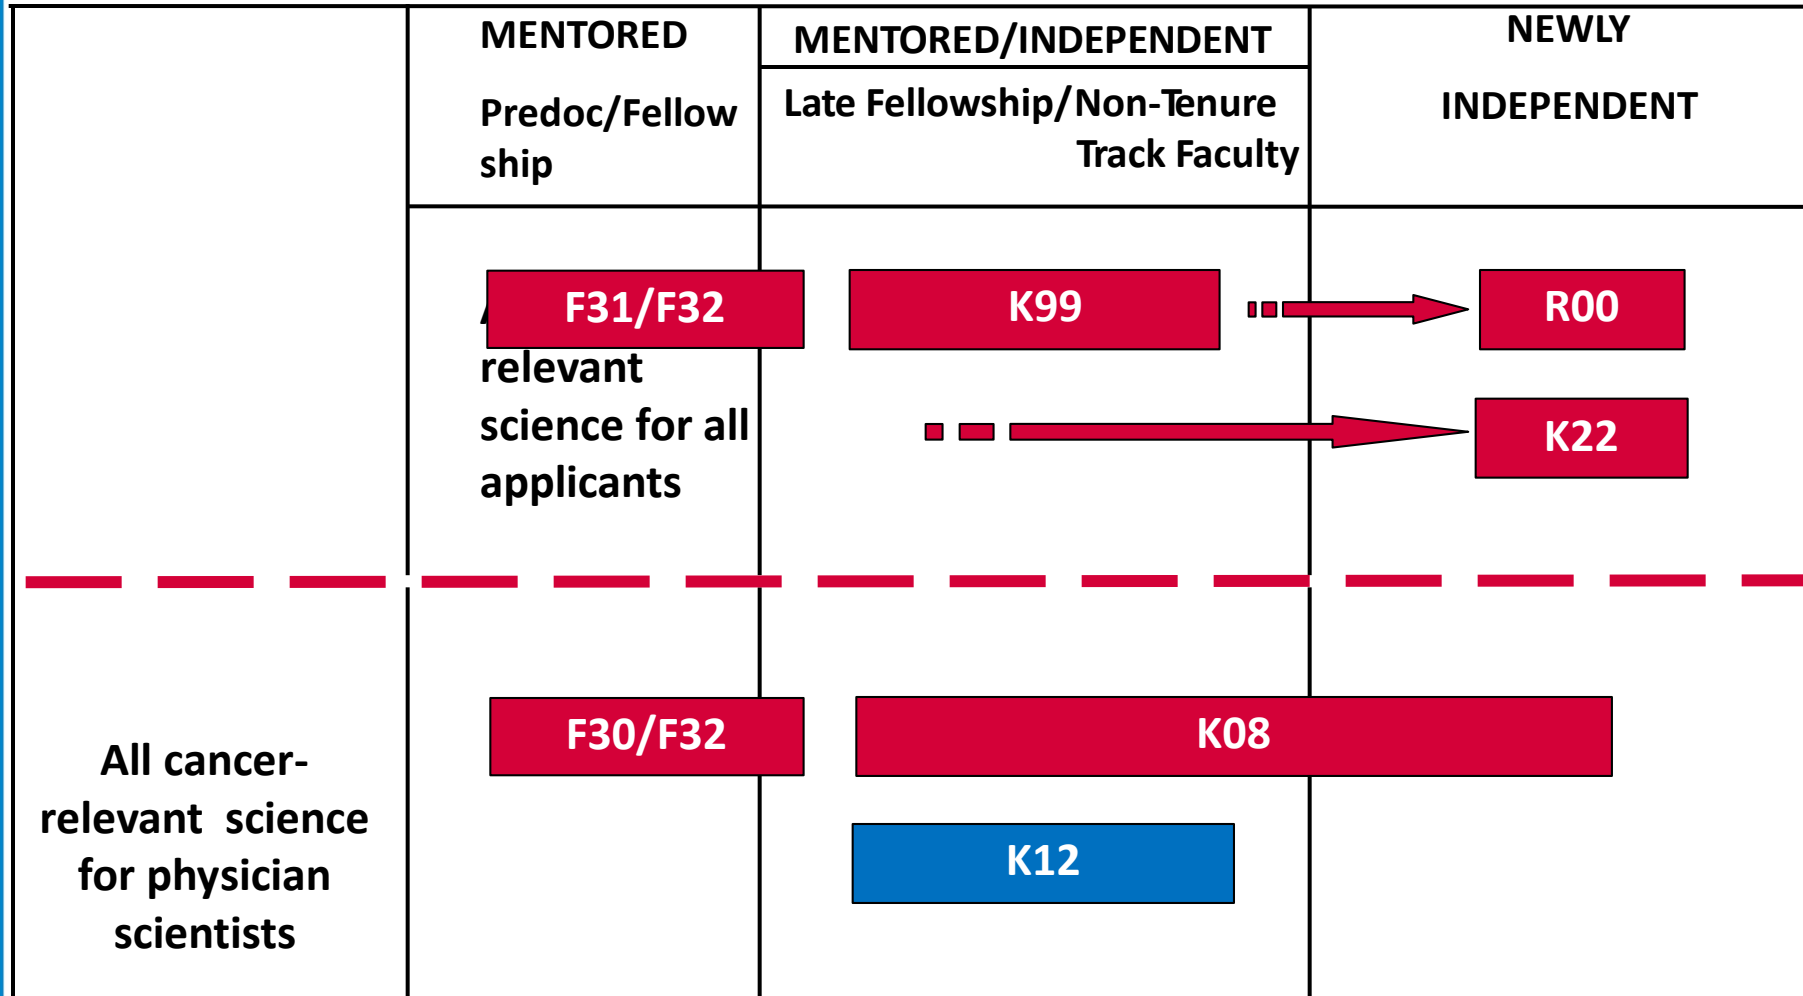 MENTORED
Predoc/Fellow
ship
MENTORED/INDEPENDENT
Late Fellowship/Non-Tenure
Track Faculty
NEWLY
INDEPENDENT
F31/F32
K99
R00
relevant
science for all
applicants
K22
F30/F32
K08
All cancer-
relevant science
for physician
scientists
K12